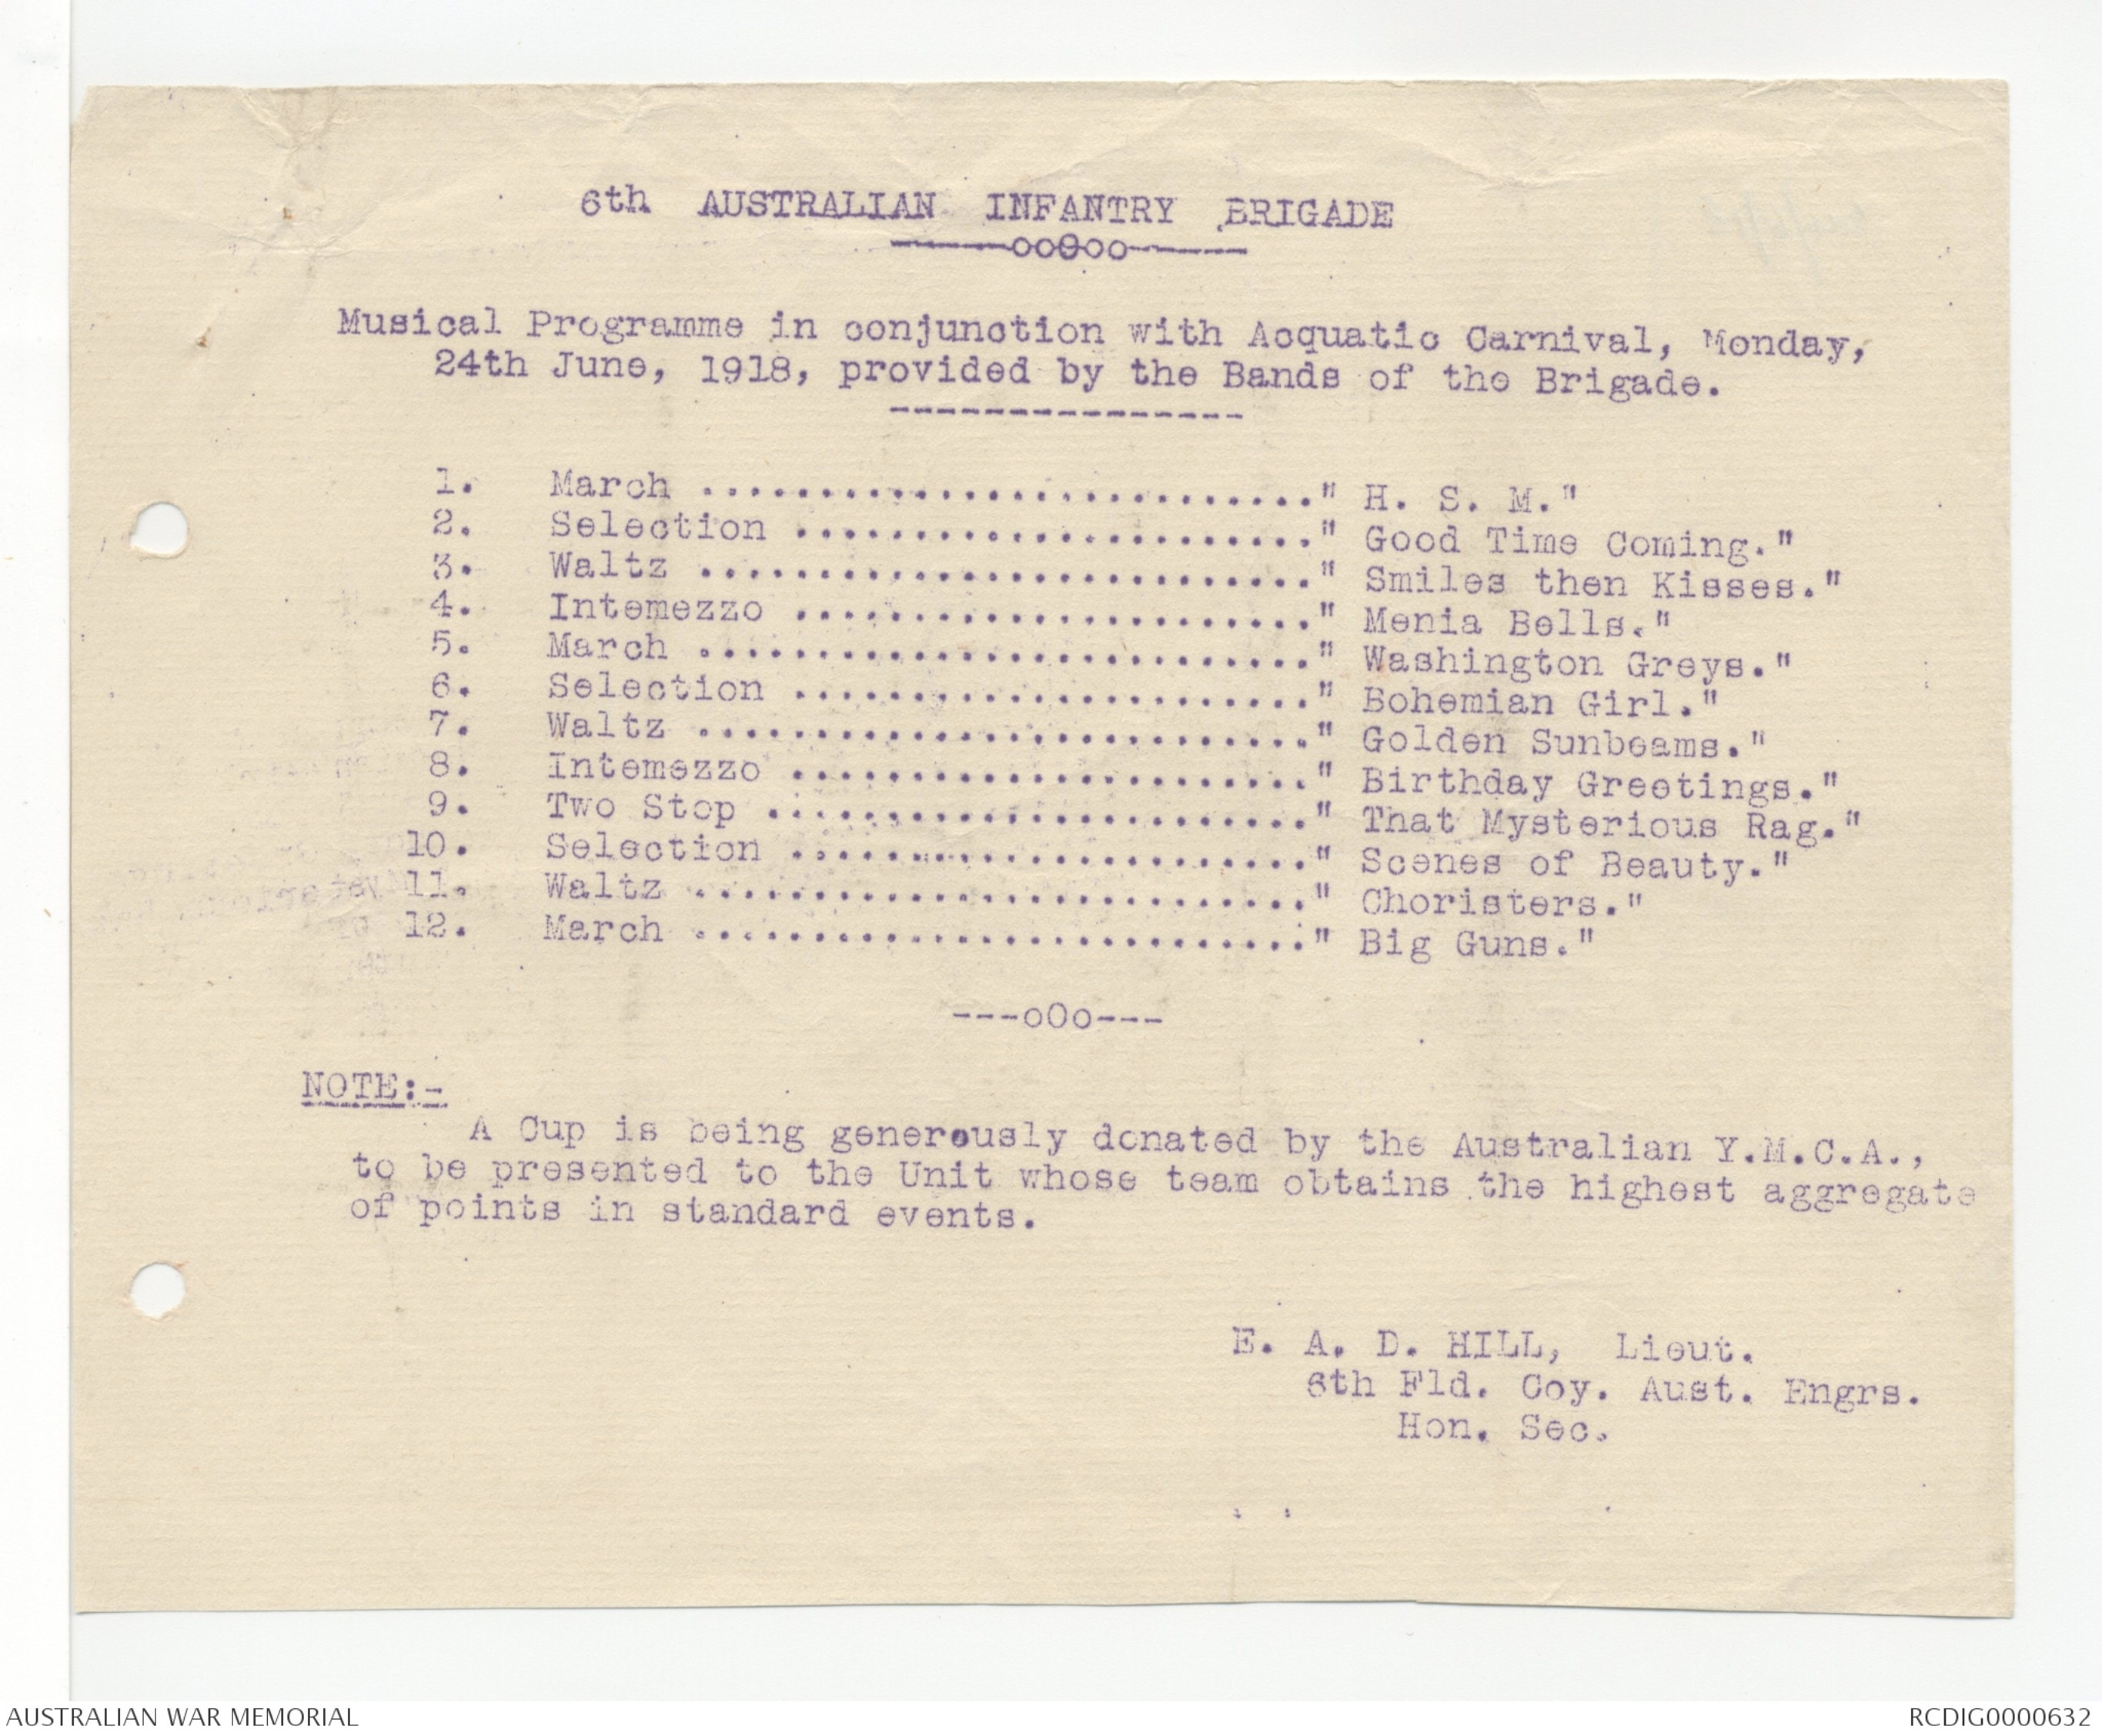 6th AUSTRALIAN INFANTRY BRIGADE
-----ooOoo-----
Musical Programme in conjunction with Acquatic Carnival, Monday,
24th June, 1918, provided by the Bands of the Brigade.
---------------
1. March .........................." H. S. M."
2. Selection ......................" Good Time Coming."
3. Waltz .........................." Smiles then Kisses."
4. Intemezzo ......................" Menia Bells."
5. March .........................." Washington Greys."
6. Selection ......................" Bohemian Girl."
7. Waltz .........................." Golden Sunbeams."
8. Intemezzo ......................" Birthday Greetings."
9. Two Step ......................." That Mysterious Rag."
10. Selection ......................" Scenes of Beauty."
11. Waltz .........................." Choristers."
12. March .........................." Big Guns."
---oOo---
NOTE:-
A Cup is being generously donated by the Australian Y.M.C.A.,
to be presented to the Unit whose team obtains the highest aggregate
of points in standard events.
E. A. D. HILL, Lieut.
6th Fld. Coy. Aust. Engrs.
Hon. Sec.
AUSTRALIAN WAR MEMORIAL
RCDIG0000632